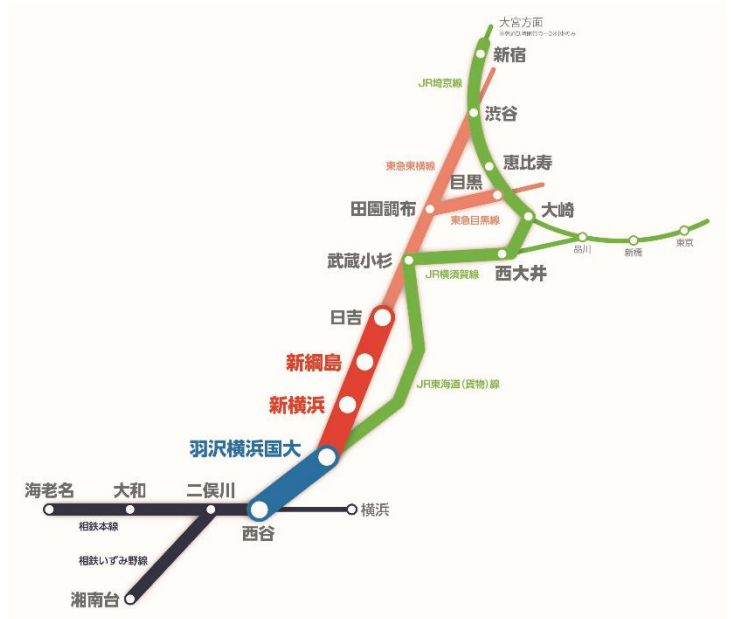 大宮方面
新宿
JR埼京線
渋谷
恵比寿
東急東横線
目黒
田園調布
大崎
東急目黒線
品川
新橋
東京
武蔵小杉
JR横須賀線
西大井
日吉
新綱島
JR東海道(貨物)線
新横浜
羽沢横浜国大
海老名
大和
二俣川
横浜
相鉄本線
西谷
相鉄いずみ野線
湘南台